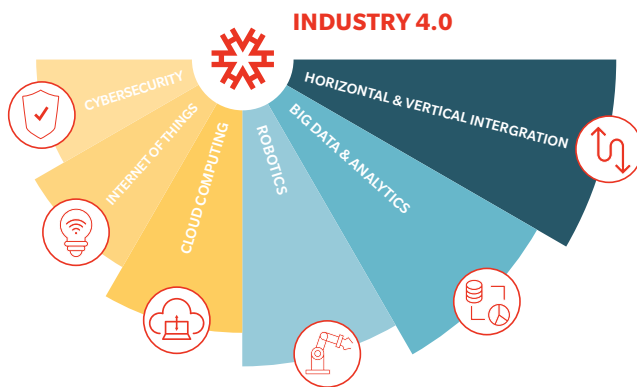 INDUSTRY 4.0
CYBERSECURITY
INTERNET OF THINGS
CLOUD COMPUTING
ROBOTICS
BIG DATA & ANALYTICS
HORIZONTAL & VERTICAL INTERGRATION